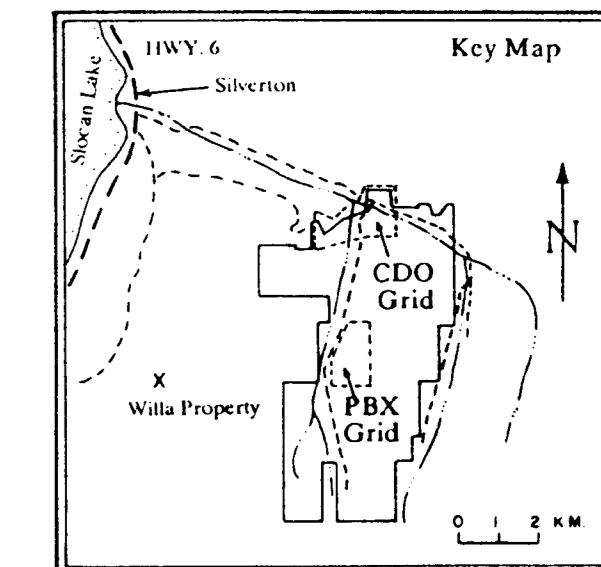 HWY. 6
Key Map
Silverton
Slocan Lake
N
CDO
Grid
X
Willa Property
PBX
Grid
0 1 2 KM.